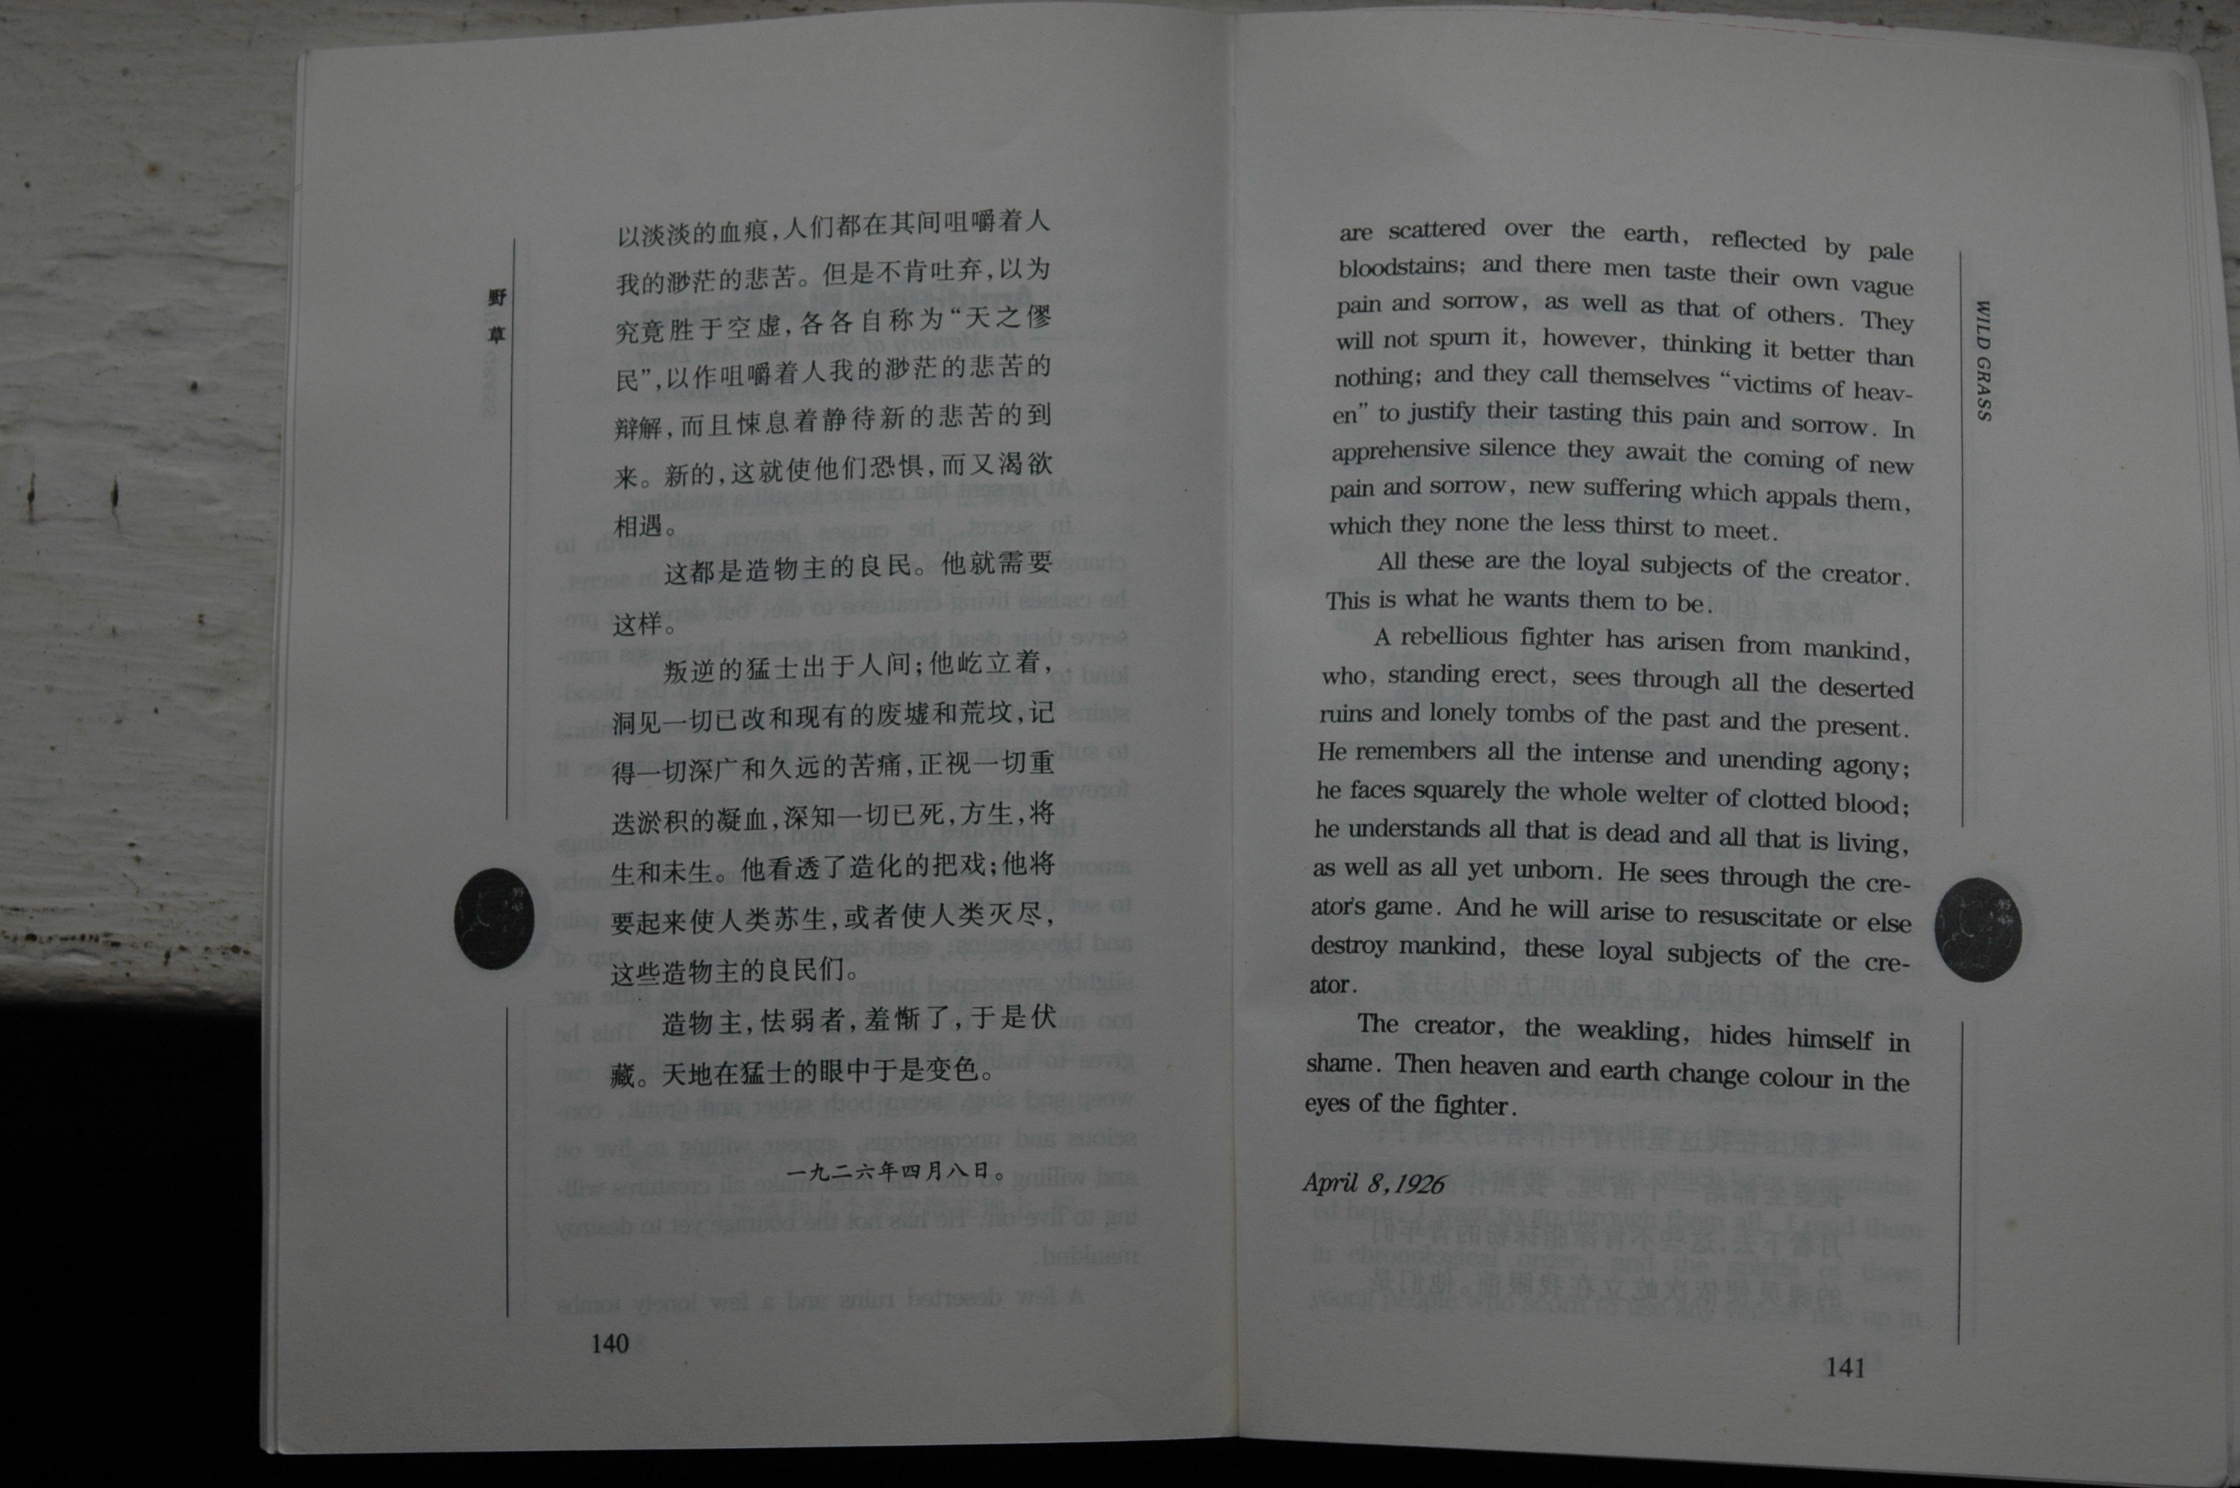 野草
以淡淡的血痕，人们都在其间咀嚼着人
我的渺茫的悲苦。但是不肯吐弃，以为
究竟胜于空虚，各各自称为“天之僇
民”，以作咀嚼着人我的渺茫的悲苦的
辩解，而且悚息着静待新的悲苦的到
来。新的，这就使他们恐惧，而又渴欲
相遇。
这都是造物主的良民。他就需要
这样。
叛逆的猛士出于人间；他屹立着，
洞见一切已改和现有的废墟和荒坟，记
得一切深广和久远的苦痛，正视一切重
迭淤积的凝血，深知一切已死，方生，将
生和未生。他看透了造化的把戏；他将
要起来使人类苏生，或者使人类灭尽，
这些造物主的良民们。
造物主，怯弱者，羞惭了，于是伏
藏。天地在猛士的眼中于是变色。
一九二六年四月八日。
140
are scattered over the earth, reflected by pale
bloodstains; and there men taste their own vague
pain and sorrow, as well as that of others. They
will not spurn it, however, thinking it better than
nothing; and they call themselves “victims of heav-
en” to justify their tasting this pain and sorrow. In
apprehensive silence they await the coming of new
pain and sorrow, new suffering which appals them,
which they none the less thirst to meet.
All these are the loyal subjects of the creator.
This is what he wants them to be.
A rebellious fighter has arisen from mankind,
who, standing erect, sees through all the deserted
ruins and lonely tombs of the past and the present.
He remembers all the intense and unending agony;
he faces squarely the whole welter of clotted blood;
he understands all that is dead and all that is living,
as well as all yet unborn. He sees through the cre-
ator's game. And he will arise to resuscitate or else
destroy mankind, these loyal subjects of the cre-
ator.
The creator, the weakling, hides himself in
shame. Then heaven and earth change colour in the
eyes of the fighter.
April 8,1926
WILD GRASS
141